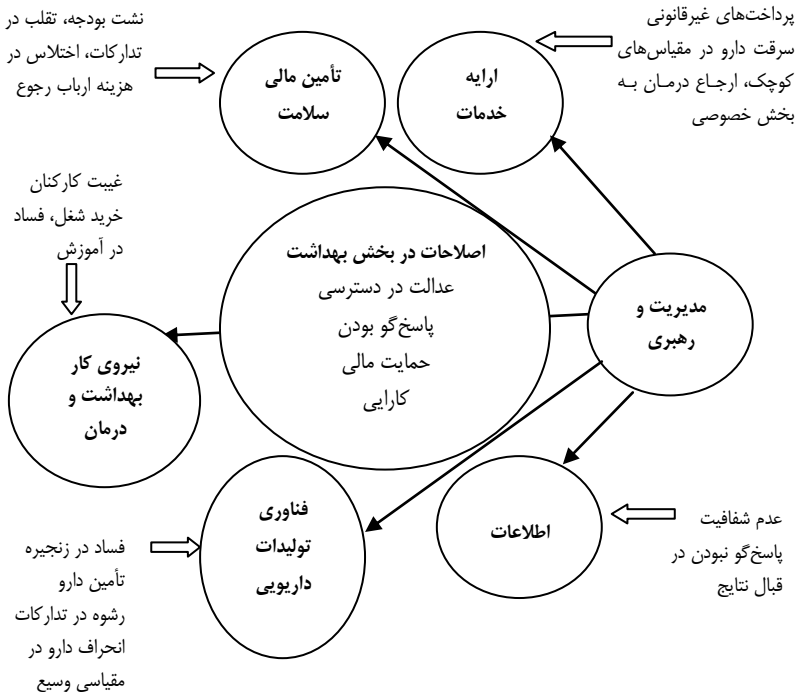 پرداخت‌های غیرقانونی
سرقت دارو در مقیاس‌های
کوچک، ارجاع درمان به
بخش خصوصی
ارایه
خدمات
نشت بودجه، تقلب در
تدارکات، اختلاس در
هزینه ارباب رجوع
تأمین مالی
سلامت
غیبت کارکنان
خرید شغل، فساد
در آموزش
اصلاحات در بخش بهداشت
عدالت در دسترسی
پاسخ‌گو بودن
حمایت مالی
کارایی
مدیریت و
رهبری
نیروی کار
بهداشت و
درمان
فناوری
تولیدات
داریویی
اطلاعات
عدم شفافیت
پاسخ‌گو نبودن در
قبال نتایج
فساد در زنجیره
تأمین دارو
رشوه در تدارکات
انحراف دارو در
مقیاسی وسیع